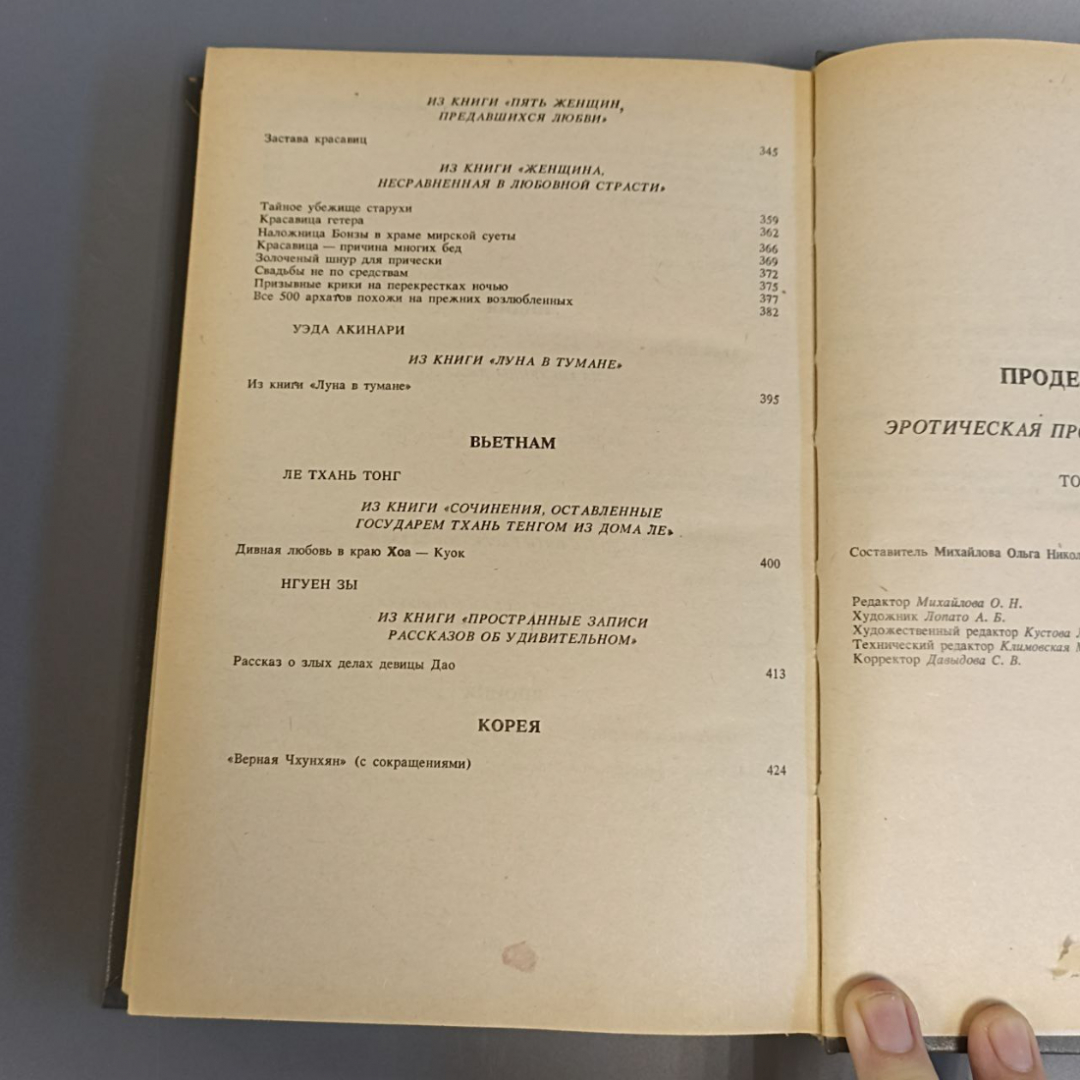 ИЗ КНИГИ «ПЯТЬ ЖЕНЩИН,
ПРЕДАВШИХСЯ ЛЮБВИ»
Застава красавиц 345
ИЗ КНИГИ «ЖЕНЩИНА,
НЕСРАВНЕННАЯ В ЛЮБОВНОЙ СТРАСТИ»
Тайное убежище старухи 359
Красавица гетера 362
Наложница Бонзы в храме мирской суеты 366
Красавица — причина многих бед 369
Золоченый шнур для прически 372
Свадьбы не по средствам 375
Призывные крики на перекрестках ночью 377
Все 500 архатов похожи на прежних возлюбленных 382
УЭДА АКИНАРИ
ИЗ КНИГИ «ЛУНА В ТУМАНЕ»
Из книги «Луна в тумане» 395
ВЬЕТНАМ
ЛЕ ТХАНЬ ТОНГ
ИЗ КНИГИ «СОЧИНЕНИЯ, ОСТАВЛЕННЫЕ
ГОСУДАРЕМ ТХАНЬ ТЕНГОМ ИЗ ДОМА ЛЕ»
Дивная любовь в краю Хоа — Куок 400
НГУЕН ЗЫ
ИЗ КНИГИ «ПРОСТРАННЫЕ ЗАПИСИ
РАССКАЗОВ ОБ УДИВИТЕЛЬНОМ»
Рассказ о злых делах девицы Дао 413
КОРЕЯ
«Верная Чхунхян» (с сокращениями) 424
ПРОДЕ
ЭРОТИЧЕСКАЯ ПРО
ТО
Составитель Михайлова Ольга Никол
Редактор Михайлова О. Н.
Художник Лопато А. Б.
Художественный редактор Кустова
Технический редактор Климовская
Корректор Давыдова С. В.